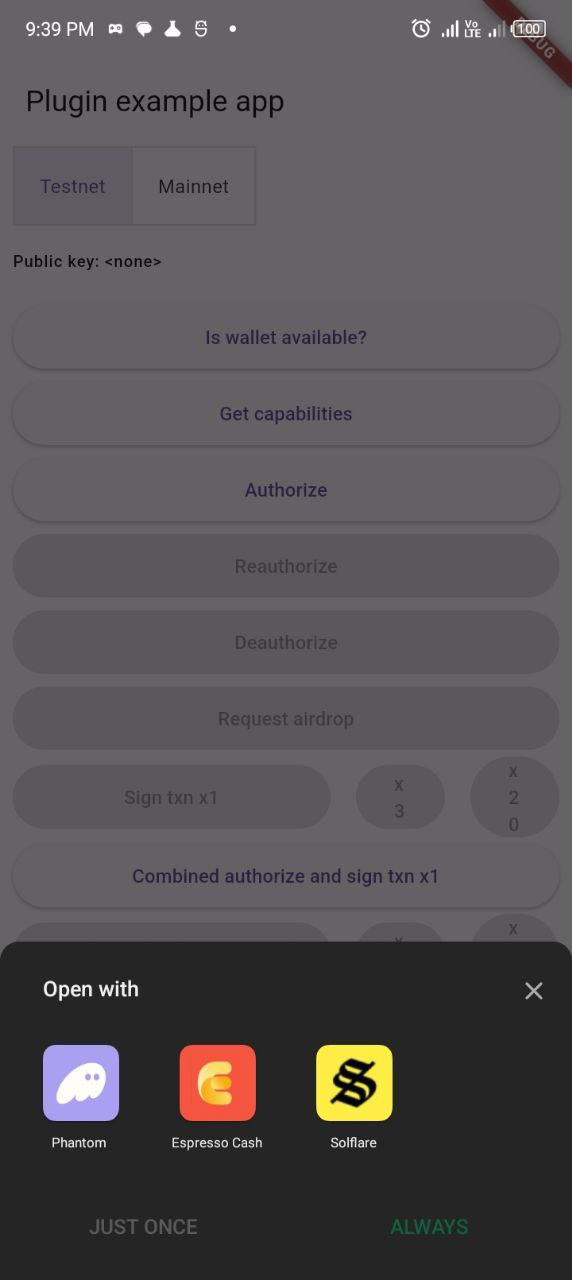 9:39 PM
Vo
LTE
100
Plugin example app
Testnet
Mainnet
Public key: <none>
Is wallet available?
Get capabilities
Authorize
Reauthorize
Deauthorize
Request airdrop
Sign txn x1
x
3
x
2
0
Combined authorize and sign txn x1
x
Open with
Phantom
Espresso Cash
Solflare
JUST ONCE
ALWAYS